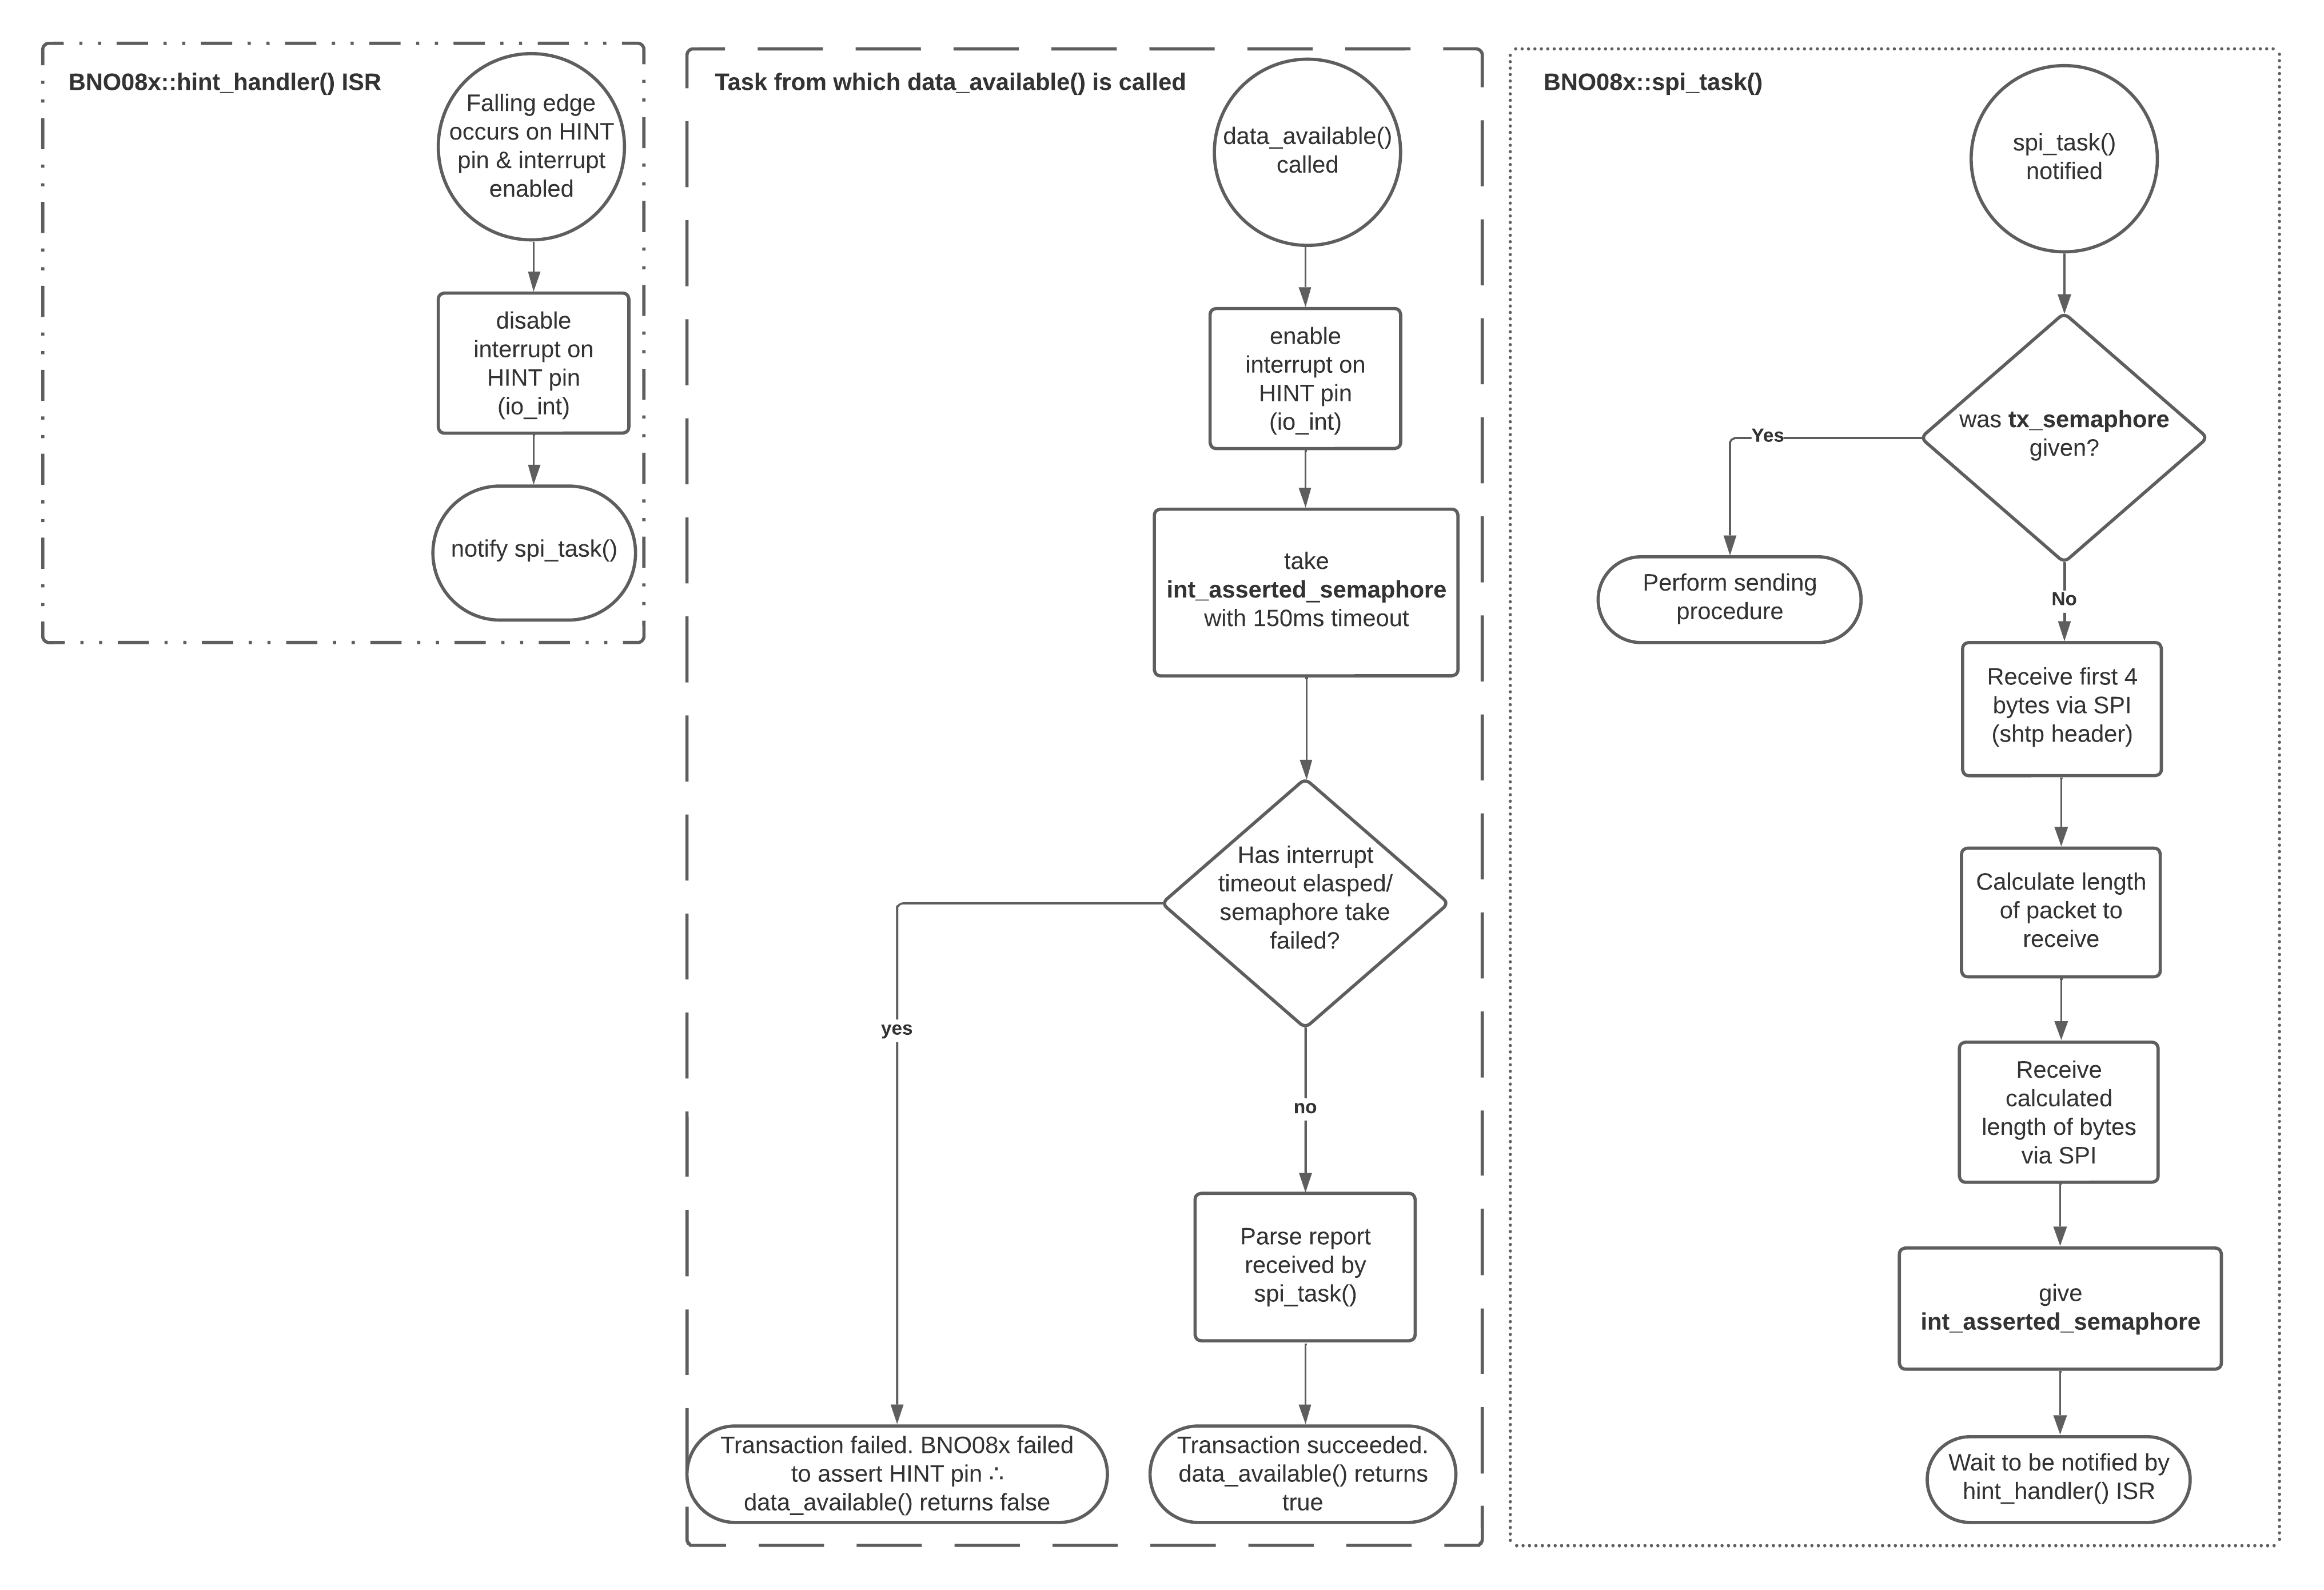 BNO08x::hint_handler() ISR
Falling edge
occurs on HINT
pin & interrupt
enabled
disable
interrupt on
HINT pin
(io_int)
notify spi_task()
Task from which data_available() is called
data_available()
called
enable
interrupt on
HINT pin
(io_int)
take
int_asserted_semaphore
with 150ms timeout
Has interrupt
timeout elasped/
semaphore take
failed?
yes
no
Parse report
received by
spi_task()
Transaction failed. BNO08x failed
to assert HINT pin ∴
data_available() returns false
Transaction succeeded.
data_available() returns
true
BNO08x::spi_task()
spi_task()
notified
was tx_semaphore
given?
Yes
Perform sending
procedure
No
Receive first 4
bytes via SPI
(shtp header)
Calculate length
of packet to
receive
Receive
calculated
length of bytes
via SPI
give
int_asserted_semaphore
Wait to be notified by
hint_handler() ISR